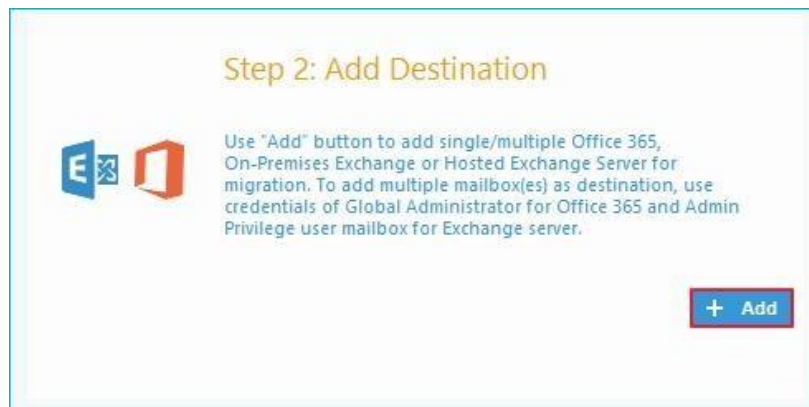 Step 2: Add Destination
Use "Add" button to add single/multiple Office 365,
On-Premises Exchange or Hosted Exchange Server for
migration. To add multiple mailbox(es) as destination, use
credentials of Global Administrator for Office 365 and Admin
Privilege user mailbox for Exchange server.
E
+ Add